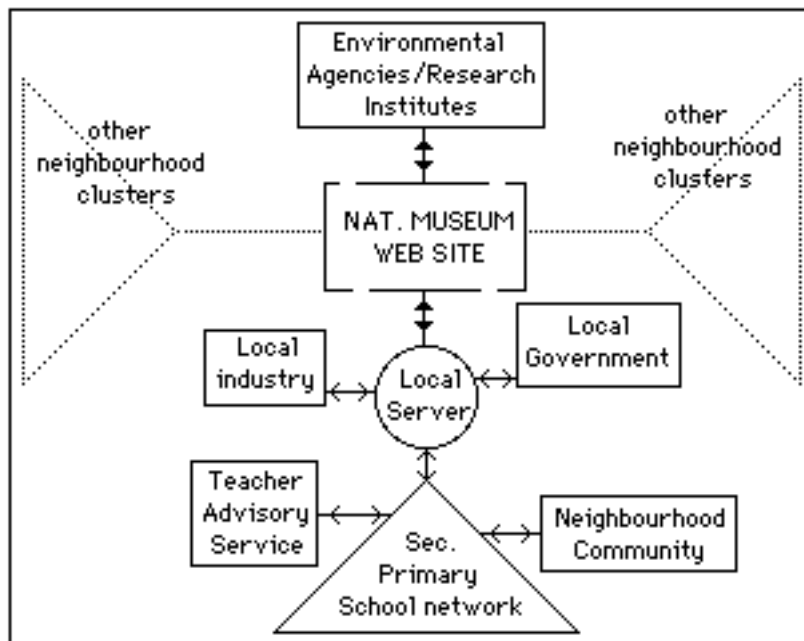 Environmental
Agencies/Research
Institutes
other
neighbourhood
clusters
other
neighbourhood
clusters
NAT. MUSEUM
WEB SITE
Local
industry
Local
Server
Local
Government
Teacher
Advisory
Service
Sec.
Primary
School network
Neighbourhood
Community